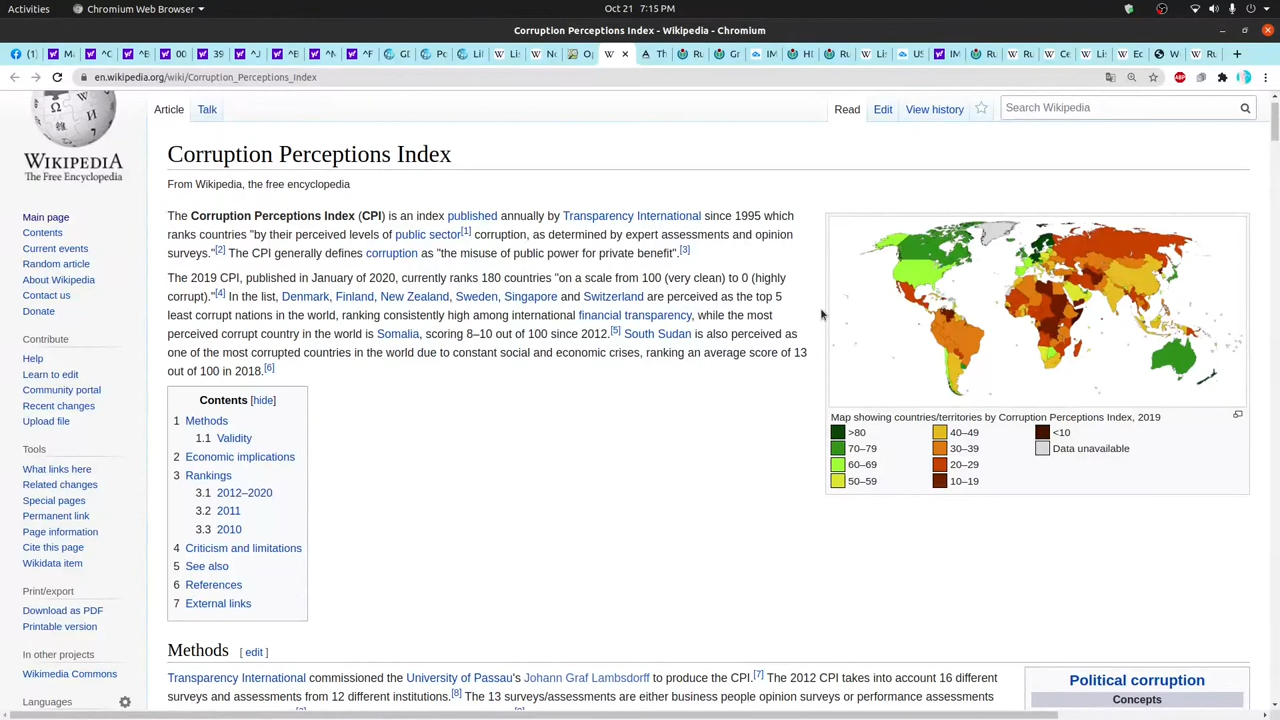 Activities
Chromium Web Browser
Oct 21 7:15 PM
Corruption Perceptions Index - Wikipedia - Chromium
en.wikipedia.org/wiki/Corruption_Perceptions_Index
WIKIPEDIA
The Free Encyclopedia
Main page
Contents
Current events
Random article
About Wikipedia
Contact us
Donate
Contribute
Help
Learn to edit
Community portal
Recent changes
Upload file
Tools
What links here
Related changes
Special pages
Permanent link
Page information
Cite this page
Wikidata item
Print/export
Download as PDF
Printable version
In other projects
Wikimedia Commons
Languages
Article Talk
Read Edit View history
Search Wikipedia
Corruption Perceptions Index
From Wikipedia, the free encyclopedia
The Corruption Perceptions Index (CPI) is an index published annually by Transparency International since 1995 which
ranks countries "by their perceived levels of public sector[1] corruption, as determined by expert assessments and opinion
surveys."[2] The CPI generally defines corruption as "the misuse of public power for private benefit".[3]
The 2019 CPI, published in January of 2020, currently ranks 180 countries "on a scale from 100 (very clean) to 0 (highly
corrupt)."[4] In the list, Denmark, Finland, New Zealand, Sweden, Singapore and Switzerland are perceived as the top 5
least corrupt nations in the world, ranking consistently high among international financial transparency, while the most
perceived corrupt country in the world is Somalia, scoring 8–10 out of 100 since 2012.[5] South Sudan is also perceived as
one of the most corrupted countries in the world due to constant social and economic crises, ranking an average score of 13
out of 100 in 2018.[6]
Map showing countries/territories by Corruption Perceptions Index, 2019
>80
70–79
60–69
50–59
40–49
30–39
20–29
10–19
<10
Data unavailable
Contents [hide]
1 Methods
1.1 Validity
2 Economic implications
3 Rankings
3.1 2012–2020
3.2 2011
3.3 2010
4 Criticism and limitations
5 See also
6 References
7 External links
Methods [ edit ]
Transparency International commissioned the University of Passau's Johann Graf Lambsdorff to produce the CPI.[7] The 2012 CPI takes into account 16 different
surveys and assessments from 12 different institutions.[8] The 13 surveys/assessments are either business people opinion surveys or performance assessments
Political corruption
Concepts